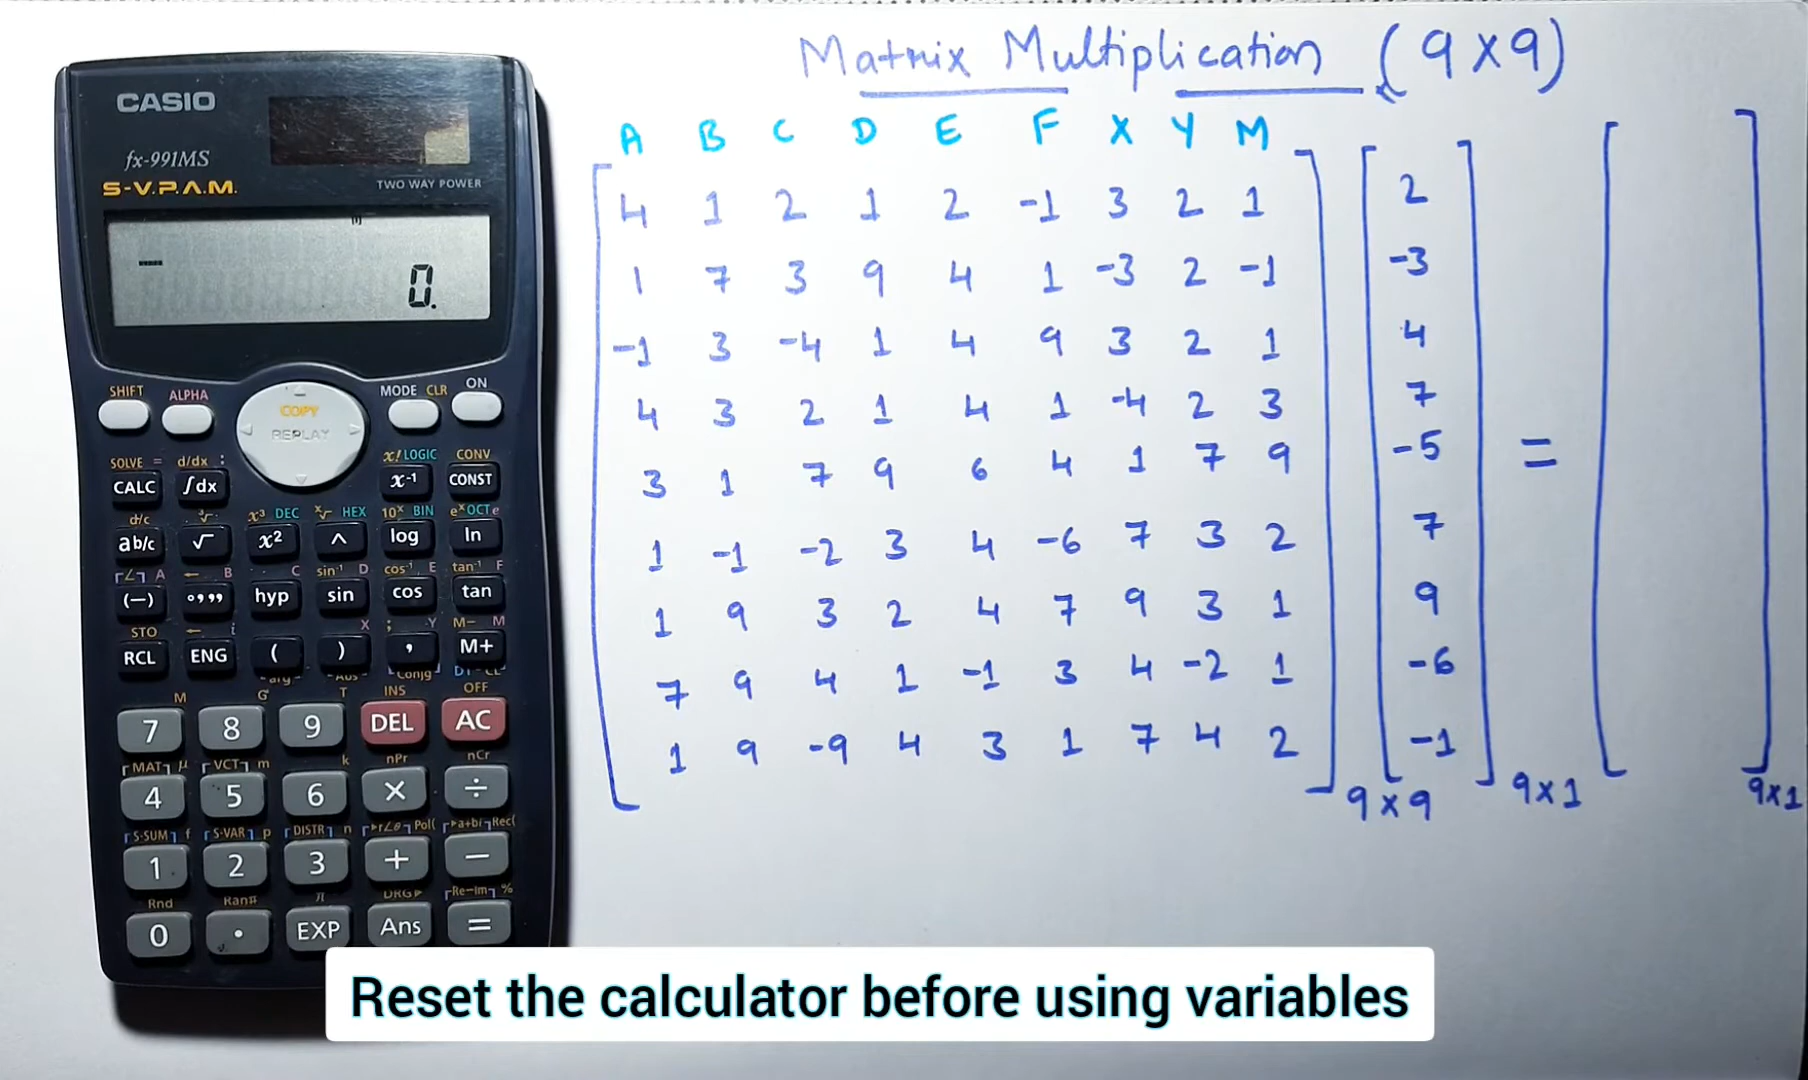 Matrix Multiplication (9x9)
A B C D E F X Y M
4 1 2 1 2 -1 3 2 1 2
1 7 3 9 4 1 -3 2 -1 -3
-1 3 -4 1 4 9 3 2 1 4
4 3 2 1 4 1 -4 2 3 7
3 1 7 9 6 4 1 7 9 -5 =
1 -1 -2 3 4 -6 7 3 2 7
1 9 3 2 4 7 9 3 1 9
7 9 4 1 -1 3 4 -2 1 -6
1 9 -9 4 3 1 7 4 2 -1
9x9 9x1 9x1
CASIO
fx-991MS
S-V.P.A.M.
TWO WAY POWER
0.
SHIFT ALPHA MODE CLR ON
COPY
REPLAY
SOLVE = d/dx : x! LOGIC CONV
CALC ∫dx x-1 CONST
d/c 3√ x3 DEC x√ HEX 10x BIN ex OCT e
ab/c √ x2 ^ log ln
∠ A ← B C sin-1 D cos-1 E tan-1 F
(−) °,,, hyp sin cos tan
STO ← i X ; Y M− M
RCL ENG ( ) , M+
arg Abs Conjg DT CL
M G T INS OFF
7 8 9 DEL AC
MAT µ VCT m k nPr nCr
4 5 6 × ÷
S-SUM f S-VAR p DISTR n ▸r∠θ Pol( ▸a+bi Rec(
1 2 3 + −
Rnd Ran# π DRG▸ Re-Im %
0 . EXP Ans =
Reset the calculator before using variables